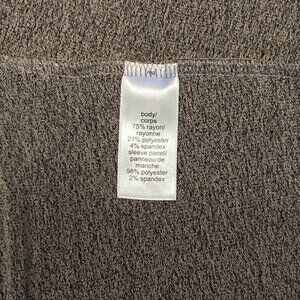 body/
corps
75% rayon/
rayonne
21% polyester
4% spandex
sleeve panel/
panneau de
manche
98% polyester
2% spandex